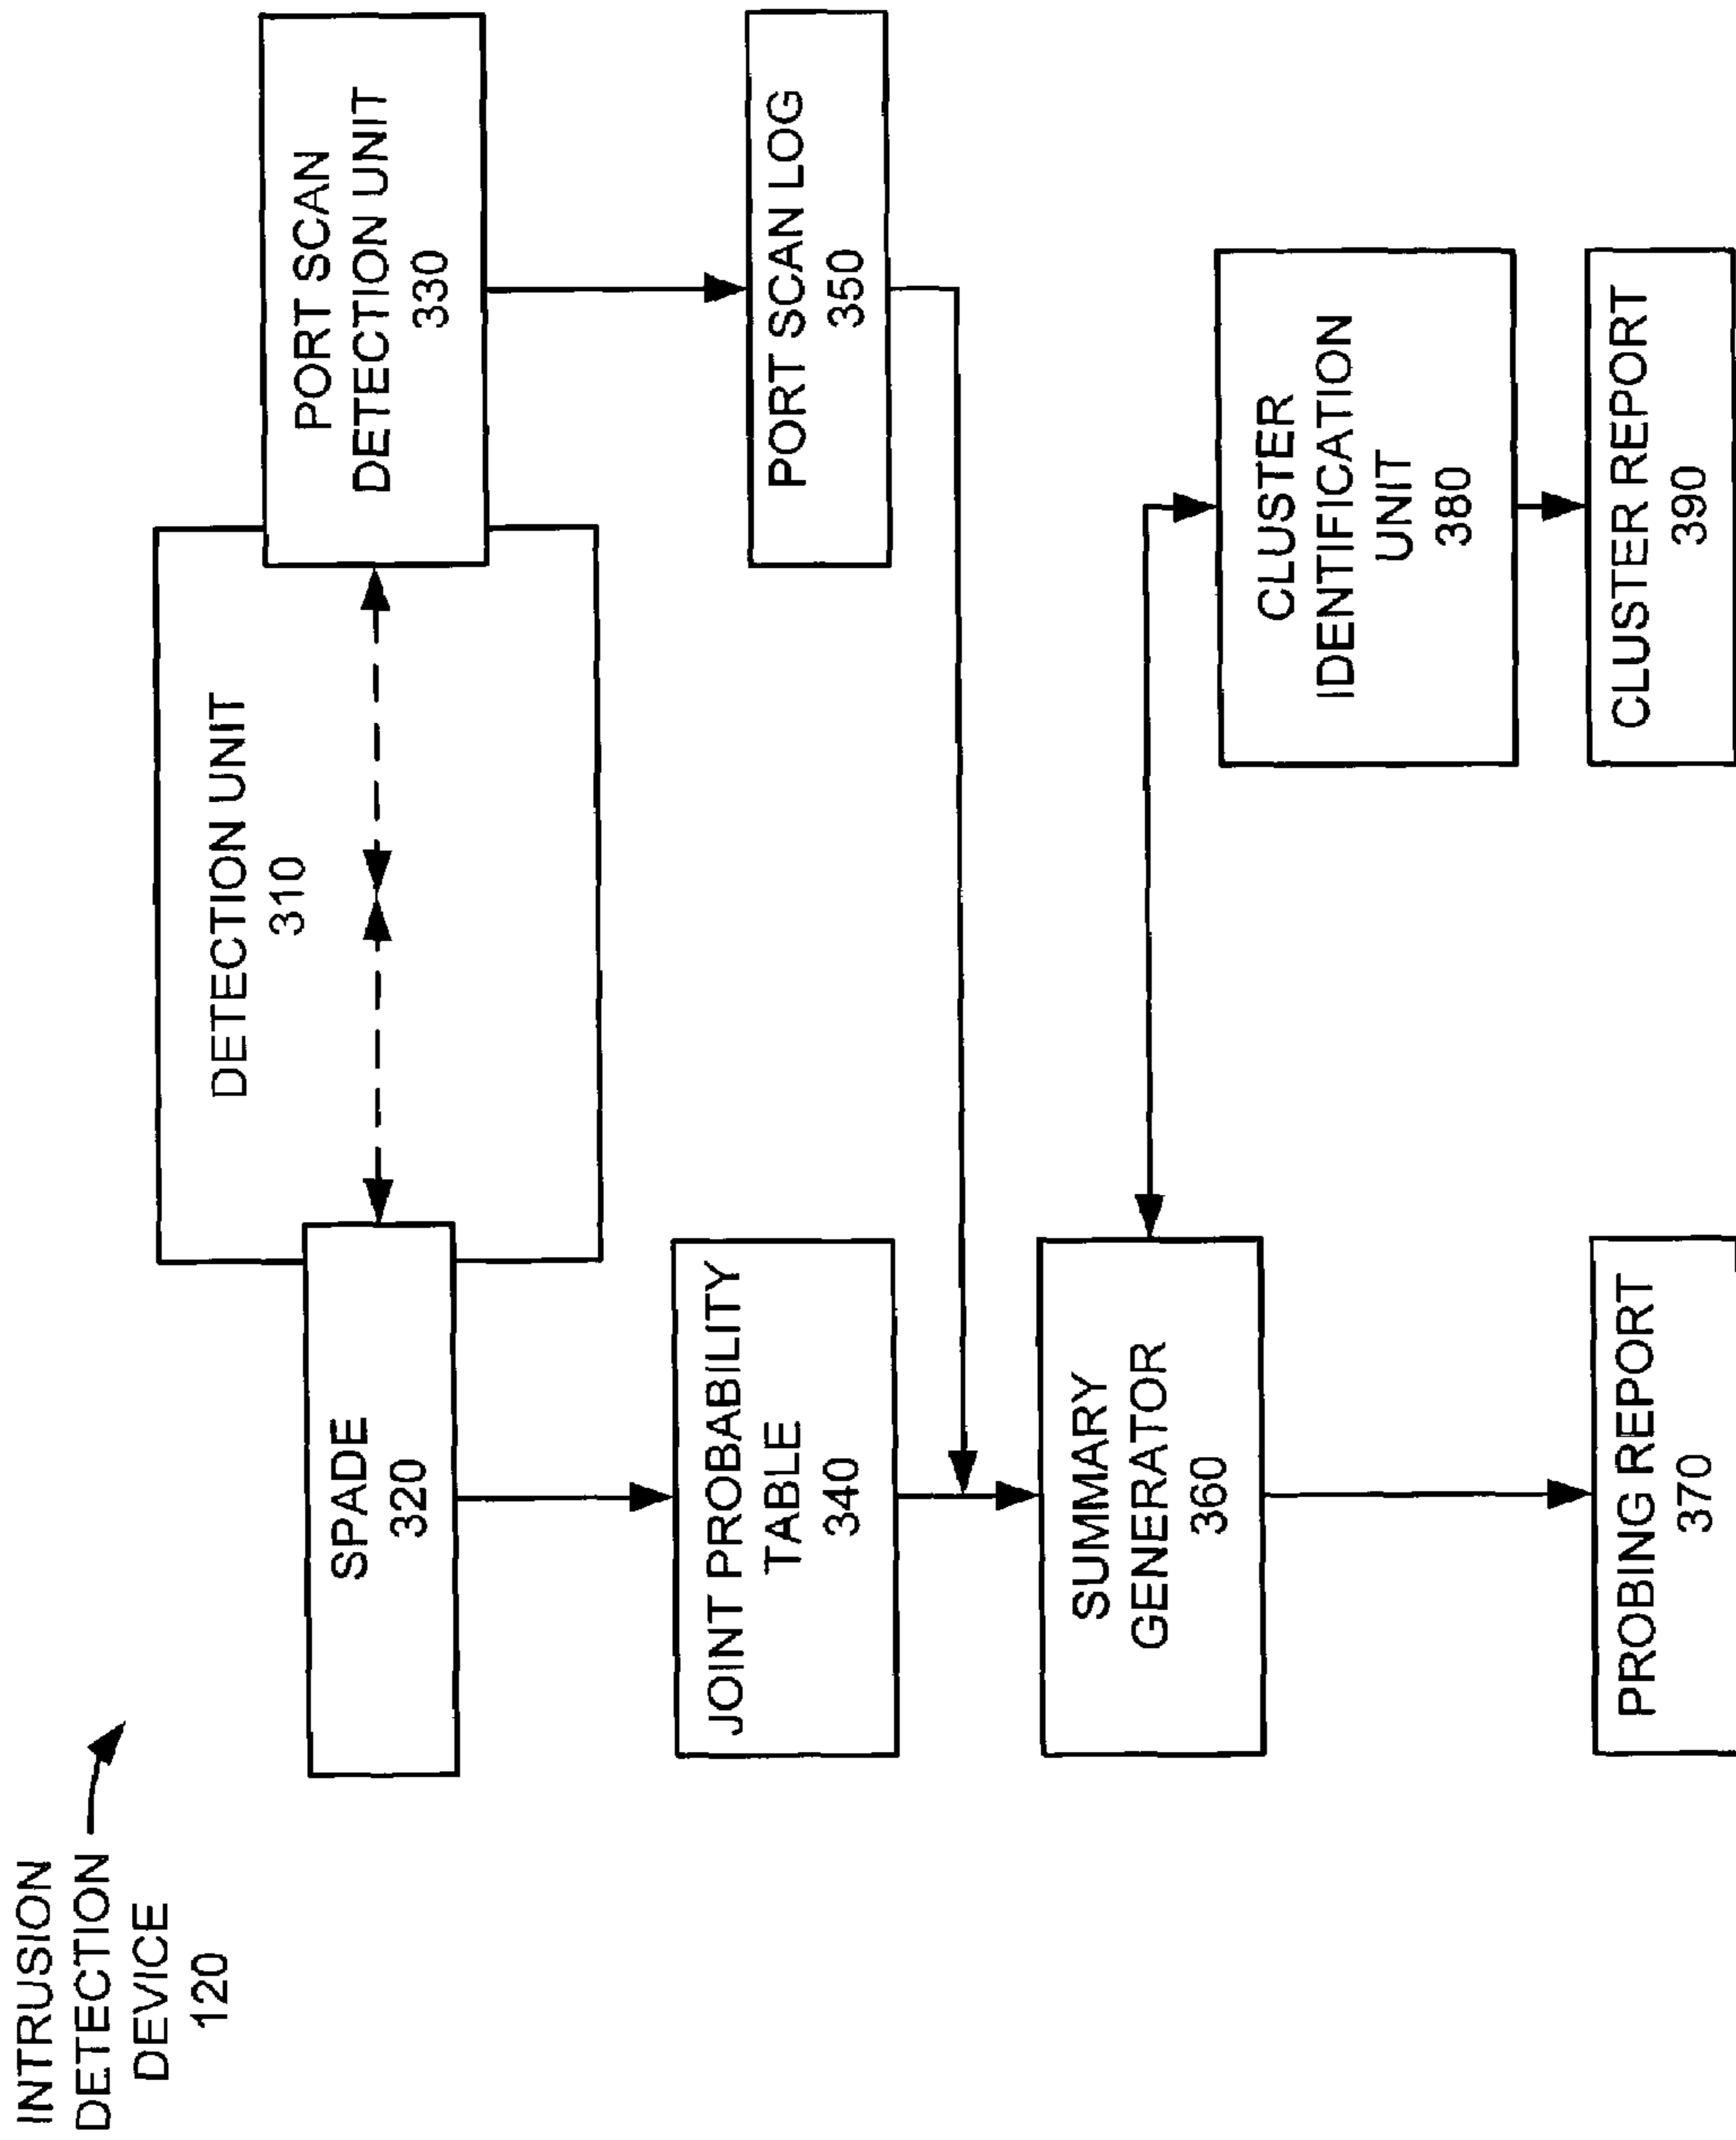 INTRUSION
DETECTION
DEVICE
120
DETECTION UNIT
310
SPADE
320
PORT SCAN
DETECTION UNIT
330
JOINT PROBABILITY
TABLE
340
PORT SCAN LOG
350
SUMMARY
GENERATOR
360
CLUSTER
IDENTIFICATION
UNIT
380
PROBING REPORT
370
CLUSTER REPORT
390